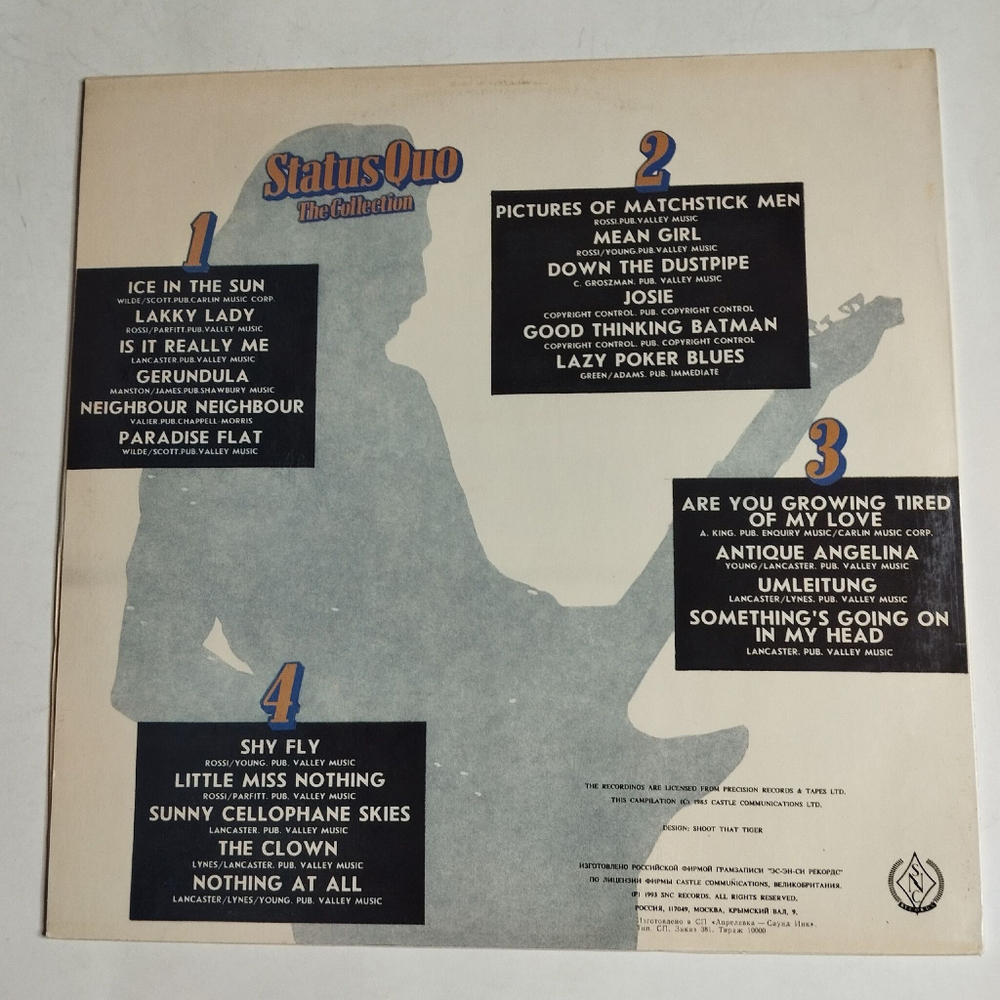 Status Quo
The Collection
1
ICE IN THE SUN
WILDE/SCOTT.PUB.CARLIN MUSIC CORP.
LAKKY LADY
ROSSI/PARFITT.PUB.VALLEY MUSIC
IS IT REALLY ME
LANCASTER.PUB.VALLEY MUSIC
GERUNDULA
MANSTON/JAMES.PUB.SHAWBURY MUSIC
NEIGHBOUR NEIGHBOUR
VALIER.PUB.CHAPPELL-MORRIS
PARADISE FLAT
WILDE/SCOTT.PUB.VALLEY MUSIC
2
PICTURES OF MATCHSTICK MEN
ROSSI.PUB.VALLEY MUSIC
MEAN GIRL
ROSSI/YOUNG.PUB.VALLEY MUSIC
DOWN THE DUSTPIPE
C. GROSZMAN. PUB. VALLEY MUSIC
JOSIE
COPYRIGHT CONTROL. PUB. COPYRIGHT CONTROL
GOOD THINKING BATMAN
COPYRIGHT CONTROL. PUB. COPYRIGHT CONTROL
LAZY POKER BLUES
GREEN/ADAMS. PUB. IMMEDIATE
3
ARE YOU GROWING TIRED
OF MY LOVE
A. KING. PUB. ENQUIRY MUSIC/CARLIN MUSIC CORP.
ANTIQUE ANGELINA
YOUNG/LANCASTER. PUB. VALLEY MUSIC
UMLEITUNG
LANCASTER/LYNES. PUB. VALLEY MUSIC
SOMETHING'S GOING ON
IN MY HEAD
LANCASTER. PUB. VALLEY MUSIC
4
SHY FLY
ROSSI/YOUNG. PUB. VALLEY MUSIC
LITTLE MISS NOTHING
ROSSI/PARFITT. PUB. VALLEY MUSIC
SUNNY CELLOPHANE SKIES
LANCASTER. PUB. VALLEY MUSIC
THE CLOWN
LYNES/LANCASTER. PUB. VALLEY MUSIC
NOTHING AT ALL
LANCASTER/LYNES/YOUNG. PUB. VALLEY MUSIC
THE RECORDINGS ARE LICENSED FROM PRECISION RECORDS & TAPES LTD.
THIS CAMPILATION (C) 1985 CASTLE COMMUNICATIONS LTD.
DESIGN: SHOOT THAT TIGER
ИЗГОТОВЛЕНО РОССИЙСКОЙ ФИРМОЙ ГРАМЗАПИСИ "ЭС-ЭН-СИ РЕКОРДС"
ПО ЛИЦЕНЗИИ ФИРМЫ CASTLE COMMUNICATIONS, ВЕЛИКОБРИТАНИЯ.
(P) 1993 SNC RECORDS. ALL RIGHTS RESERVED.
РОССИЯ, 117049, МОСКВА, КРЫМСКИЙ ВАЛ, 9.
Изготовлено в СП «Апрелевка — Саунд Инк».
Тип. СП. Заказ 381. Тираж 10000
SNC
RECORDS